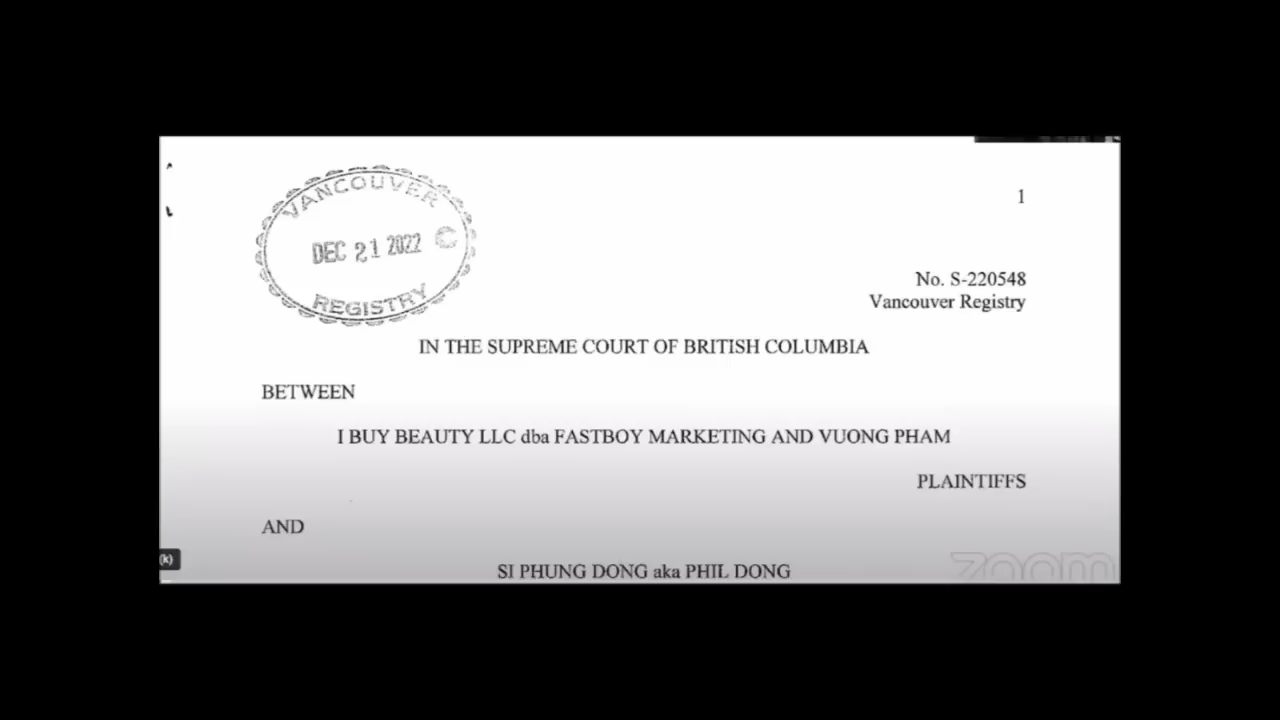 VANCOUVER
DEC 21 2022 ©
REGISTRY
1
No. S-220548
Vancouver Registry
IN THE SUPREME COURT OF BRITISH COLUMBIA
BETWEEN
I BUY BEAUTY LLC dba FASTBOY MARKETING AND VUONG PHAM
PLAINTIFFS
AND
(k)
SI PHUNG DONG aka PHIL DONG
zoom